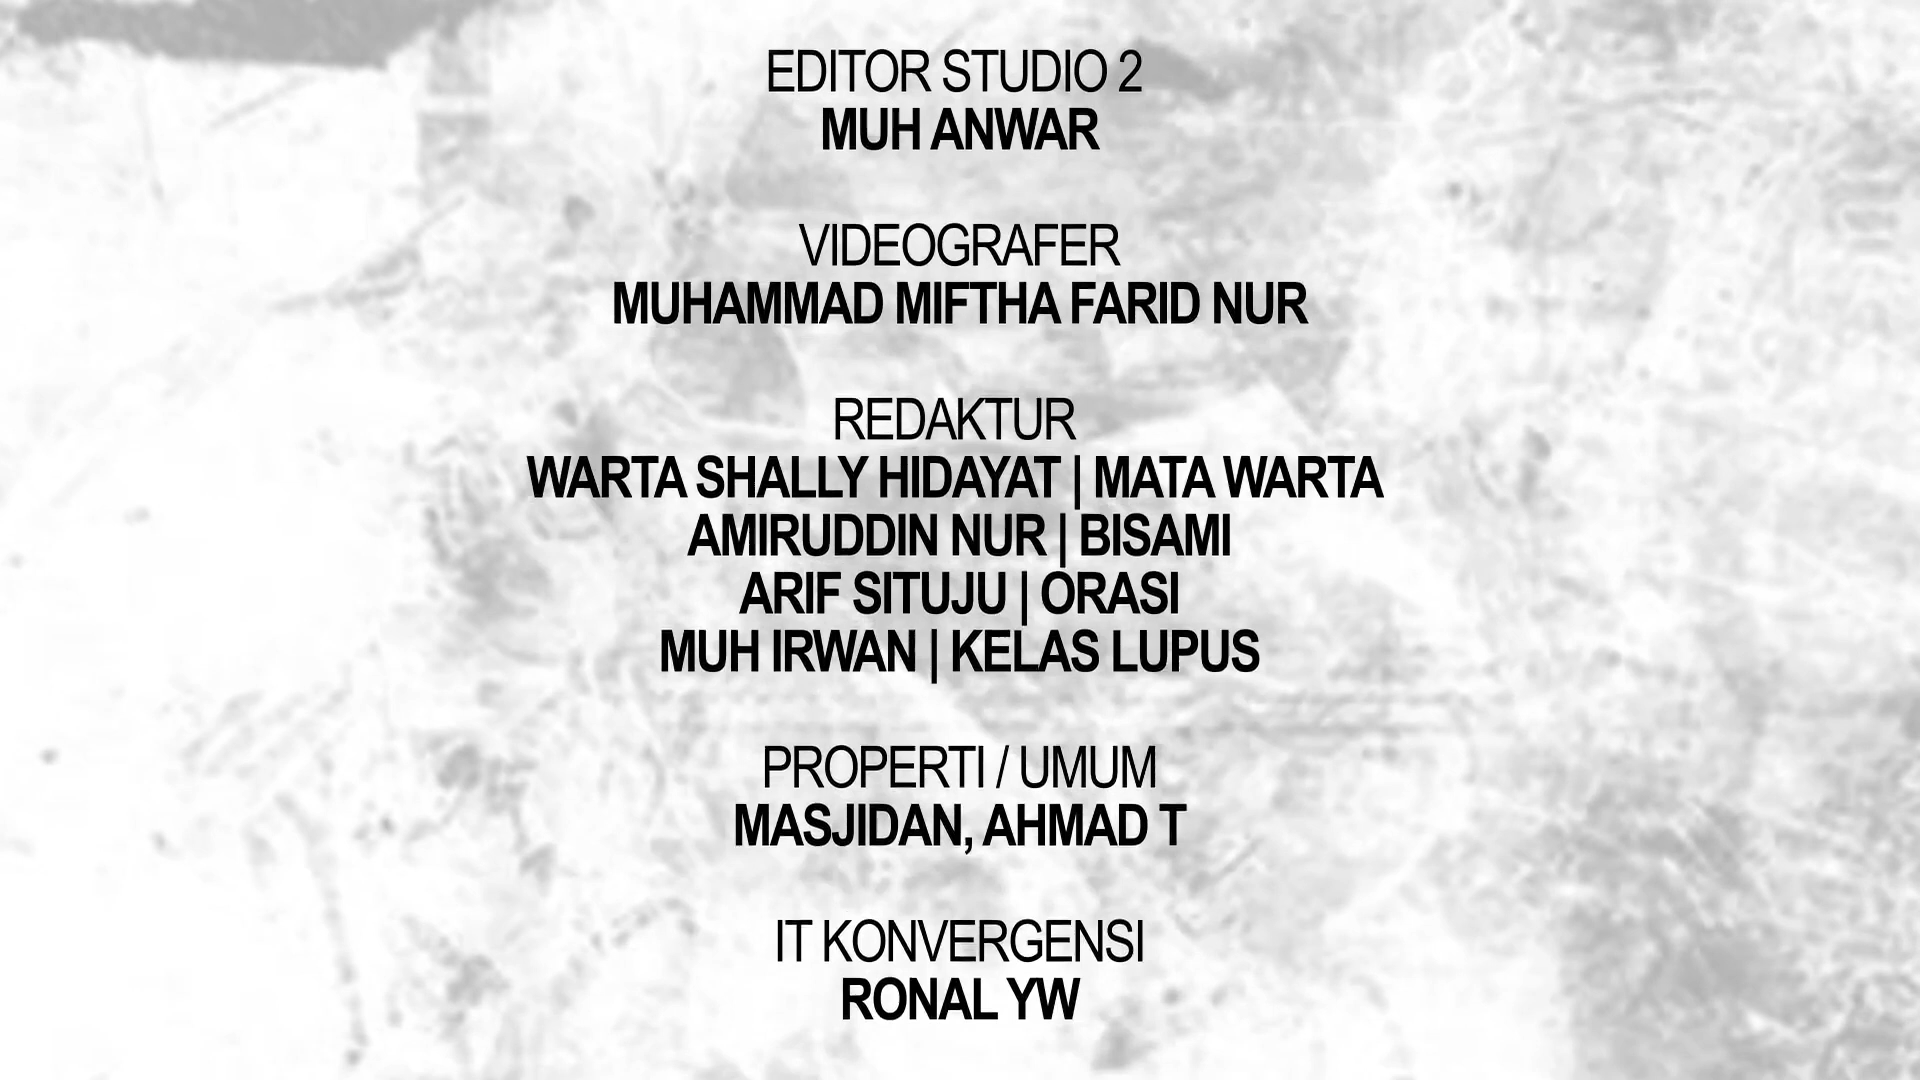 EDITOR STUDIO 2
MUH ANWAR
VIDEOGRAFER
MUHAMMAD MIFTHA FARID NUR
REDAKTUR
WARTA SHALLY HIDAYAT | MATA WARTA
AMIRUDDIN NUR | BISAMI
ARIF SITUJU | ORASI
MUH IRWAN | KELAS LUPUS
PROPERTI / UMUM
MASJIDAN, AHMAD T
IT KONVERGENSI
RONAL YW